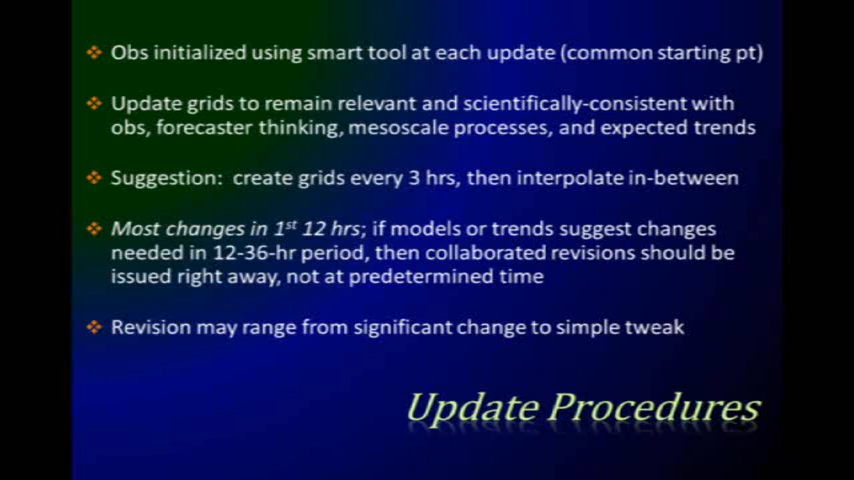 Obs initialized using smart tool at each update (common starting pt)
Update grids to remain relevant and scientifically-consistent with
obs, forecaster thinking, mesoscale processes, and expected trends
Suggestion: create grids every 3 hrs, then interpolate in-between
Most changes in 1st 12 hrs; if models or trends suggest changes
needed in 12-36-hr period, then collaborated revisions should be
issued right away, not at predetermined time
Revision may range from significant change to simple tweak
Update Procedures